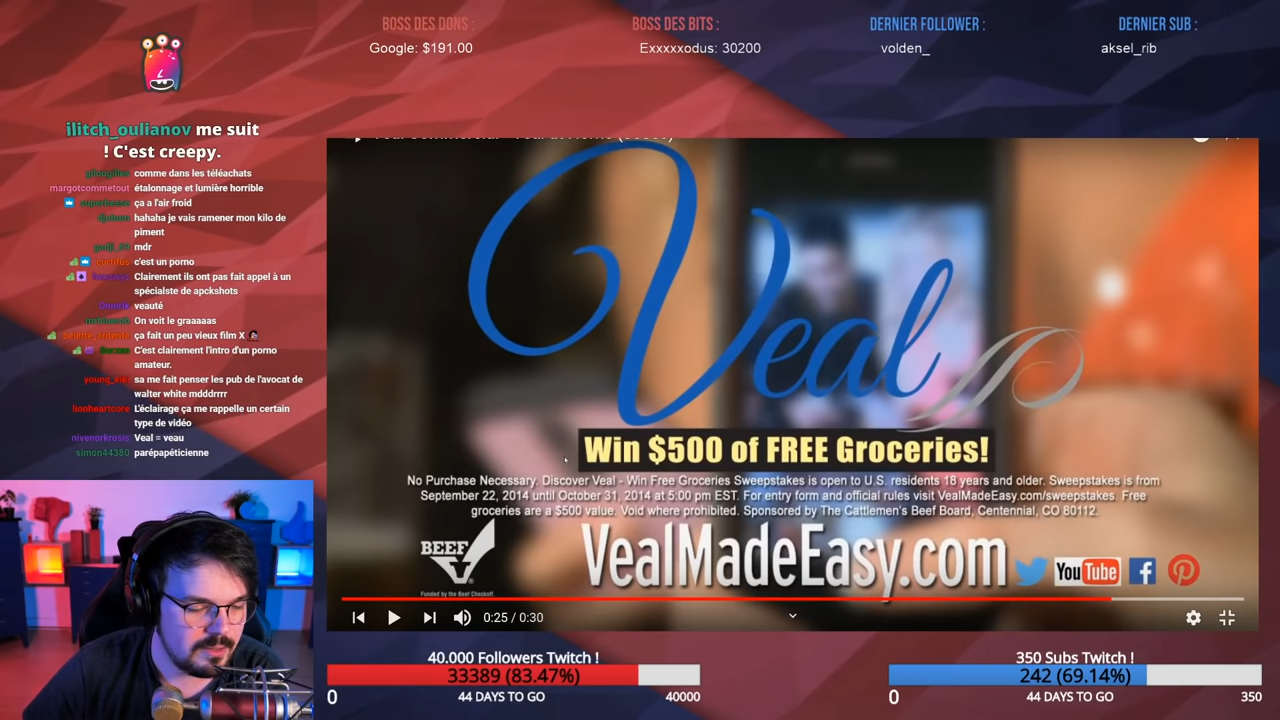 BOSS DES DONS :
Google: $191.00
BOSS DES BITS :
Exxxxxodus: 30200
DERNIER FOLLOWER :
volden_
DERNIER SUB :
aksel_rib
ilitch_oulianov me suit
! C'est creepy.
comme dans les téléachats
margotcommetout étalonnage et lumière horrible
ça a l'air froid
hahaha je vais ramener mon kilo de
piment
mdr
c'est un porno
Clairement ils ont pas fait appel à un
spécialste de apckshots
veauté
On voit le graaaaas
ça fait un peu vieux film X
C'est clairement l'intro d'un porno
amateur.
sa me fait penser les pub de l'avocat de
walter white mdddrrrr
lionheartcore L'éclairage ça me rappelle un certain
type de vidéo
nivenorkrosis Veal = veau
simon44380 parépapéticienne
Veal
Win $500 of FREE Groceries!
No Purchase Necessary. Discover Veal - Win Free Groceries Sweepstakes is open to U.S. residents 18 years and older. Sweepstakes is from
September 22, 2014 until October 31, 2014 at 5:00 pm EST. For entry form and official rules visit VealMadeEasy.com/sweepstakes. Free
groceries are a $500 value. Void where prohibited. Sponsored by The Cattlemen's Beef Board, Centennial, CO 80112.
BEEF
Funded by the Beef Checkoff.
VealMadeEasy.com
YouTube
0:25 / 0:30
40.000 Followers Twitch !
33389 (83.47%)
0
44 DAYS TO GO
40000
350 Subs Twitch !
242 (69.14%)
0
44 DAYS TO GO
350